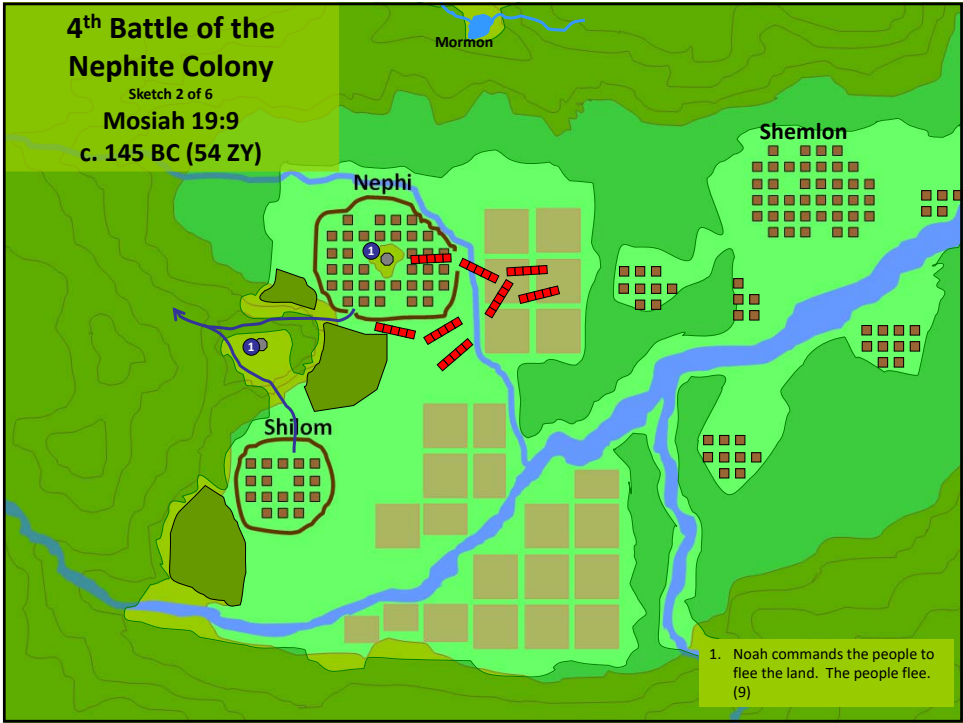 4th Battle of the
Nephite Colony
Sketch 2 of 6
Mosiah 19:9
c. 145 BC (54 ZY)
Mormon
Shemlon
Nephi
1
1
Shilom
1. Noah commands the people to
flee the land. The people flee.
(9)